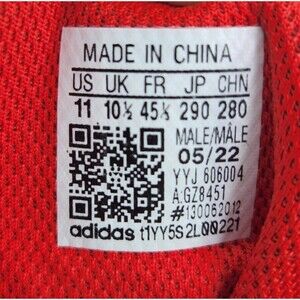 MADE IN CHINA
US UK FR JP CHN
11 10½ 45⅓ 290 280
MALE/MÂLE
05/22
YYJ 606004
A:GZ8451
#130062012
adidas t1YY5S2L00221